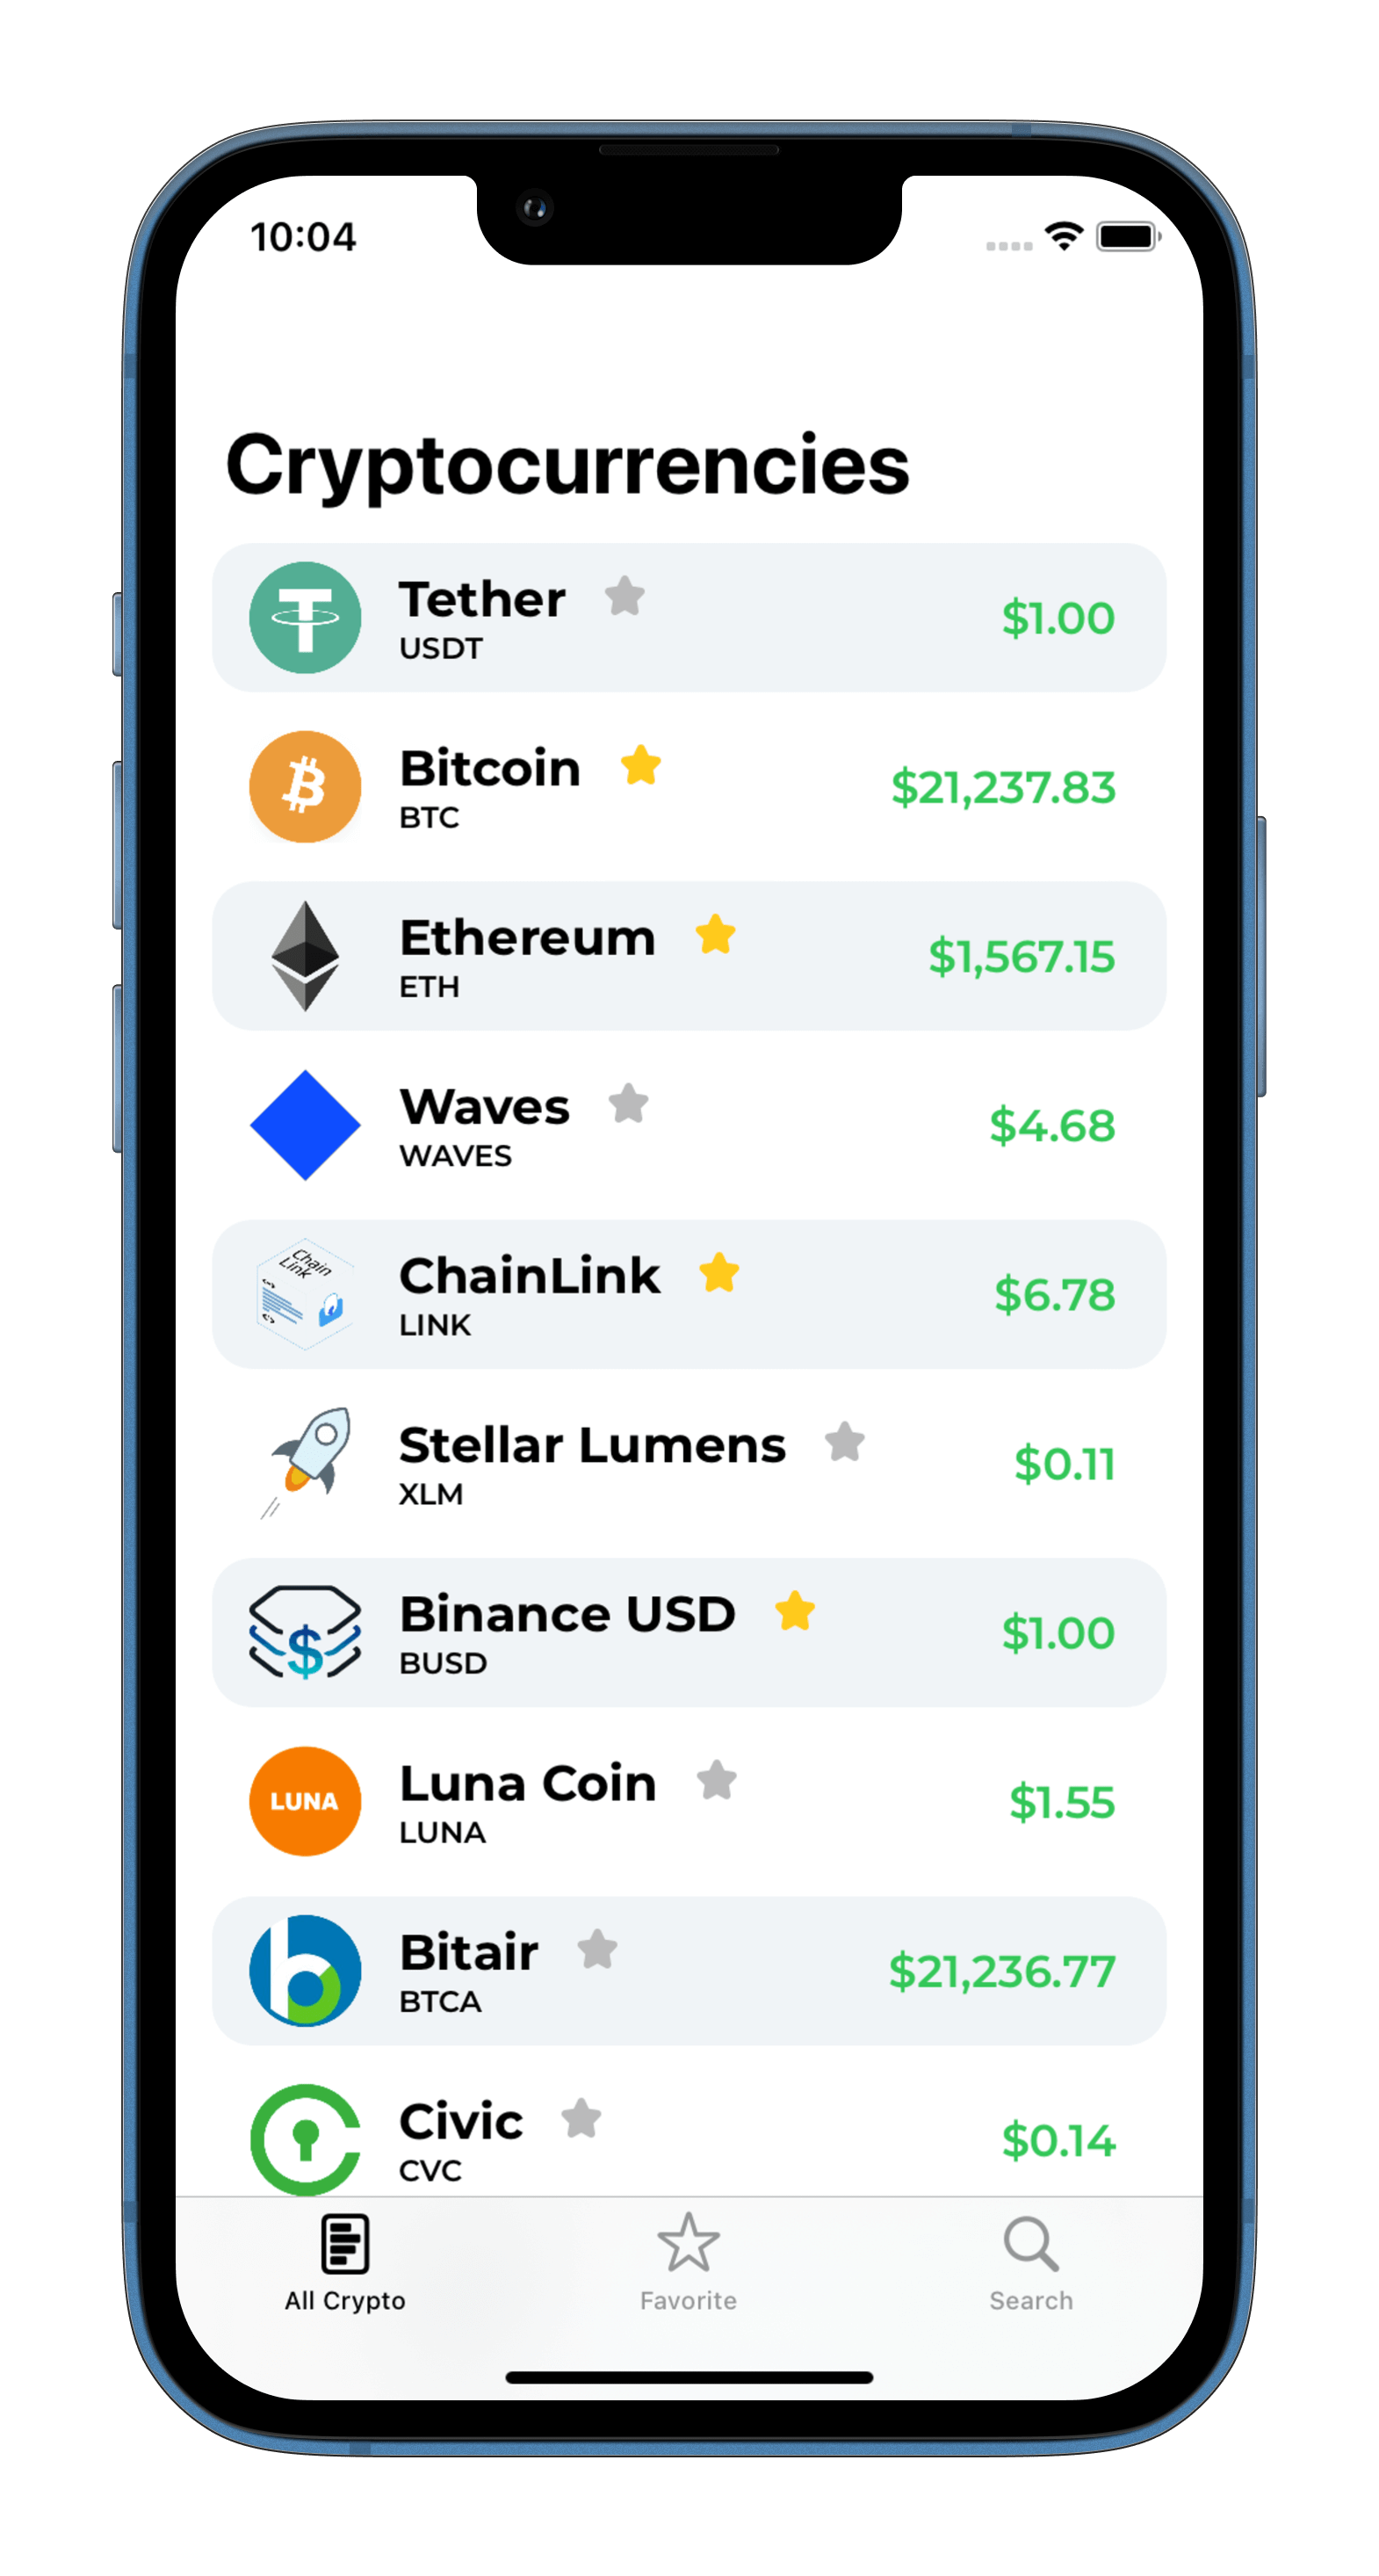 10:04
Cryptocurrencies
Tether
USDT
$1.00
Bitcoin
BTC
$21,237.83
Ethereum
ETH
$1,567.15
Waves
WAVES
$4.68
Chain
Link
ChainLink
LINK
$6.78
Stellar Lumens
XLM
$0.11
Binance USD
BUSD
$1.00
LUNA
Luna Coin
LUNA
$1.55
Bitair
BTCA
$21,236.77
Civic
CVC
$0.14
All Crypto
Favorite
Search